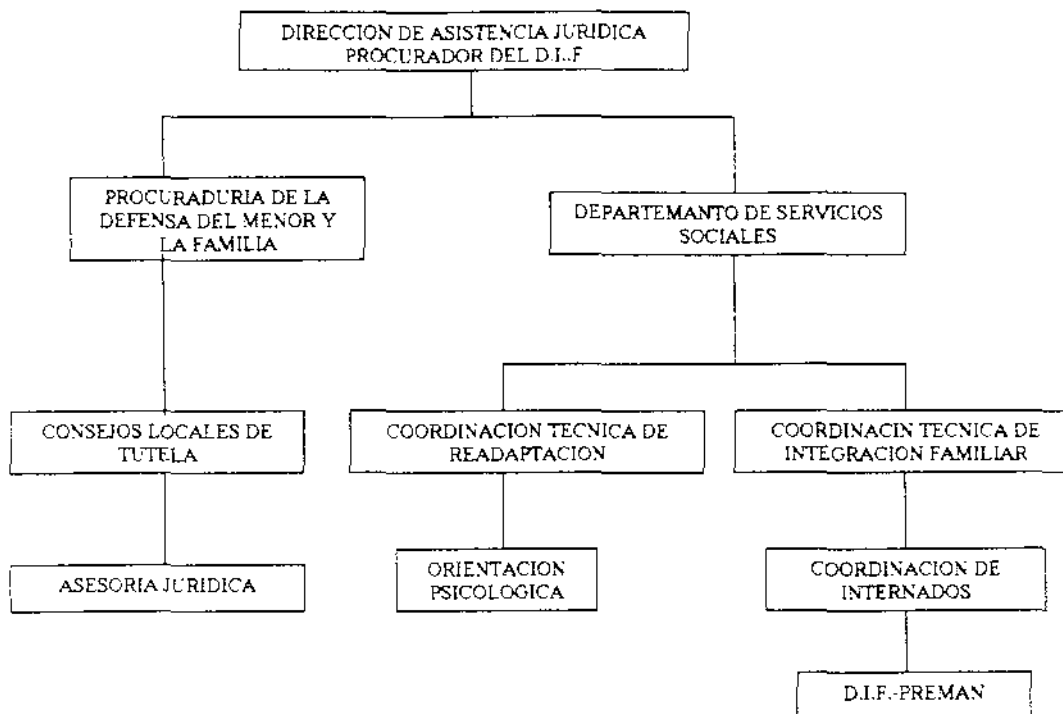 DIRECCION DE ASISTENCIA JURIDICA
PROCURADOR DEL D.I..F
PROCURADURIA DE LA
DEFENSA DEL MENOR Y
LA FAMILIA
DEPARTEMANTO DE SERVICIOS
SOCIALES
CONSEJOS LOCALES DE
TUTELA
COORDINACION TECNICA DE
READAPTACION
COORDINACIN TECNICA DE
INTEGRACION FAMILIAR
ASESORIA JURIDICA
ORIENTACION
PSICOLOGICA
COORDINACION DE
INTERNADOS
D.I.F.-PREMAN